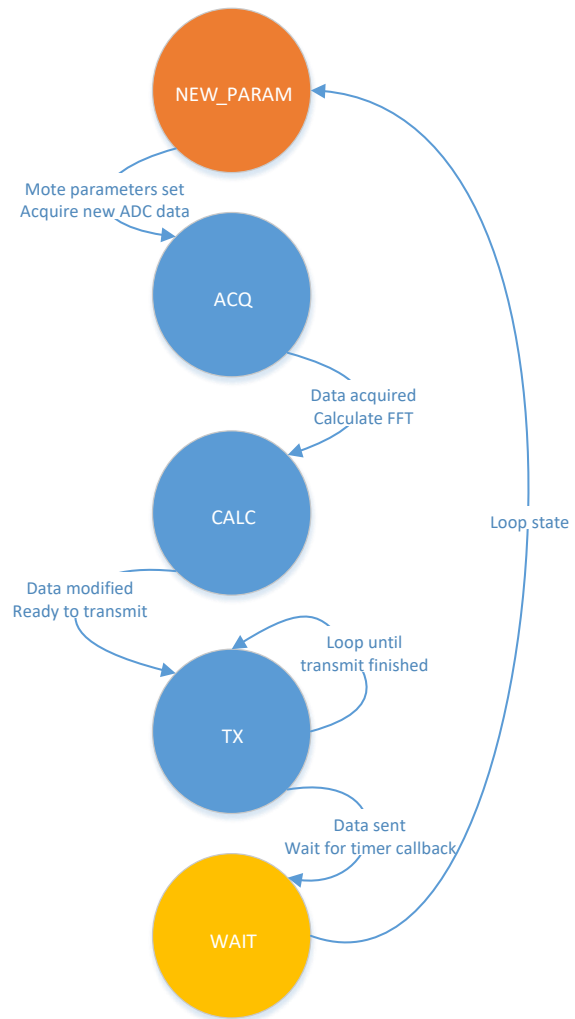 NEW_PARAM
Mote parameters set
Acquire new ADC data
ACQ
Data acquired
Calculate FFT
CALC
Loop state
Data modified
Ready to transmit
Loop until
transmit finished
TX
Data sent
Wait for timer callback
WAIT